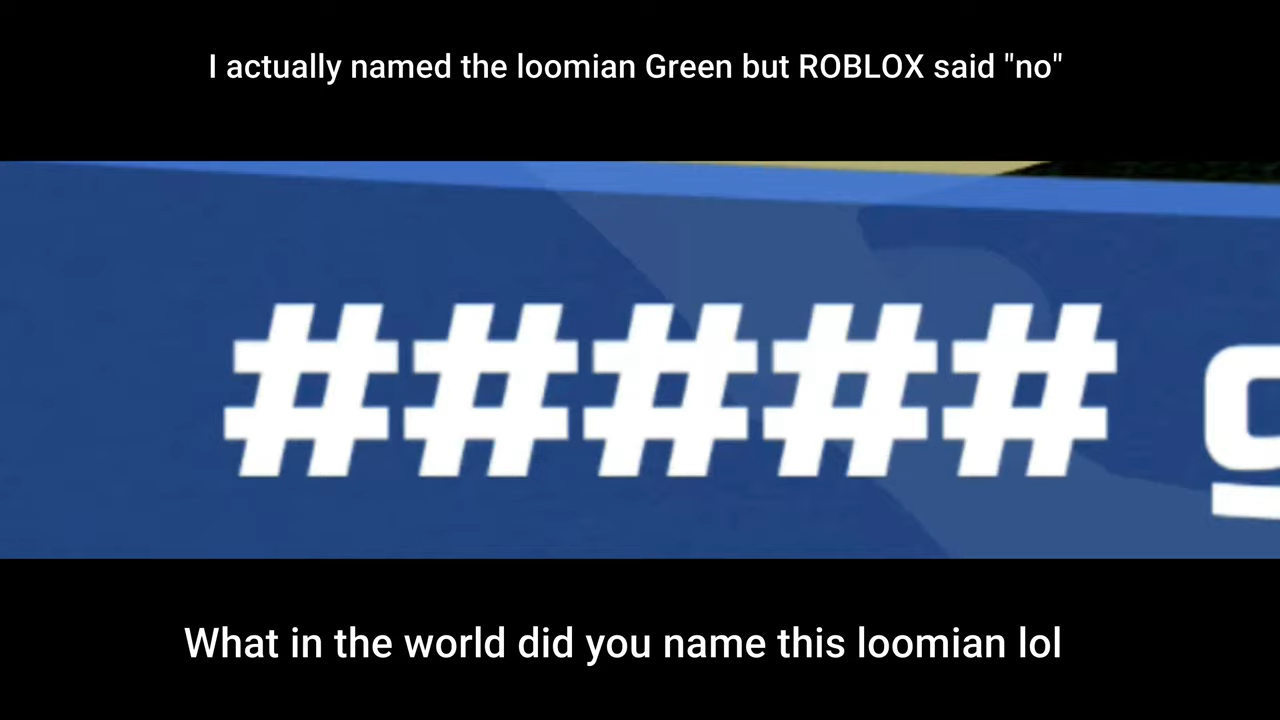 I actually named the loomian Green but ROBLOX said "no"
##### g
What in the world did you name this loomian lol